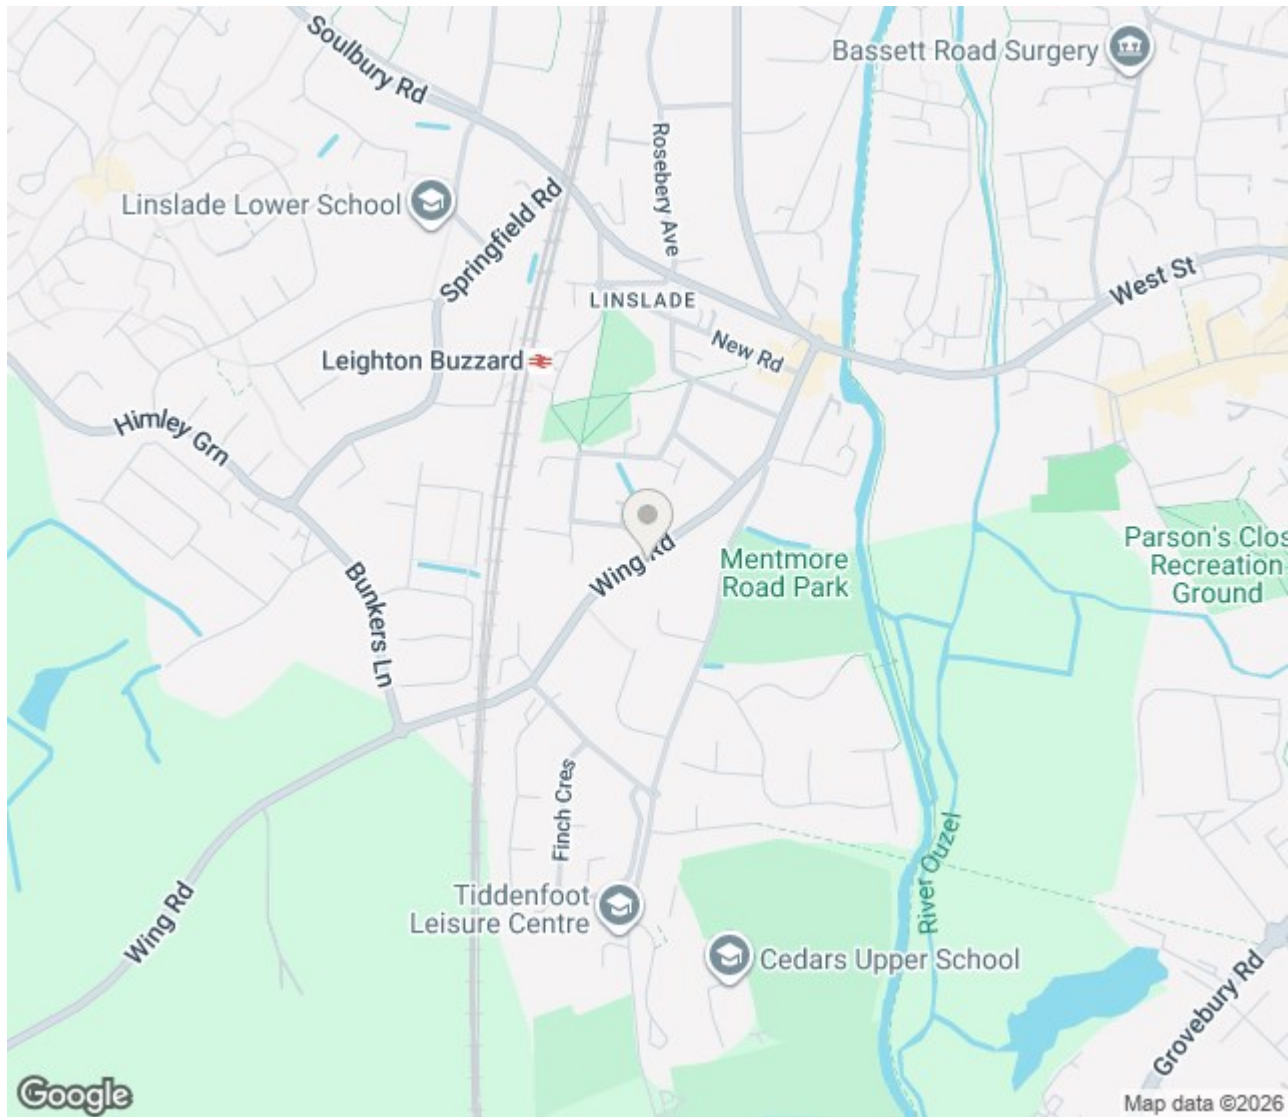 Soulbury Rd
Bassett Road Surgery
Rosebery Ave
Linslade Lower School
Springfield Rd
West St
LINSLADE
New Rd
Leighton Buzzard
Himley Grn
Wing Rd
Mentmore
Road Park
Parson's Clos
Recreation
Ground
Bunkers Ln
Finch Cres
River Ouzel
Tiddenfoot
Leisure Centre
Wing Rd
Cedars Upper School
Grovebury Rd
Google
Map data ©2026